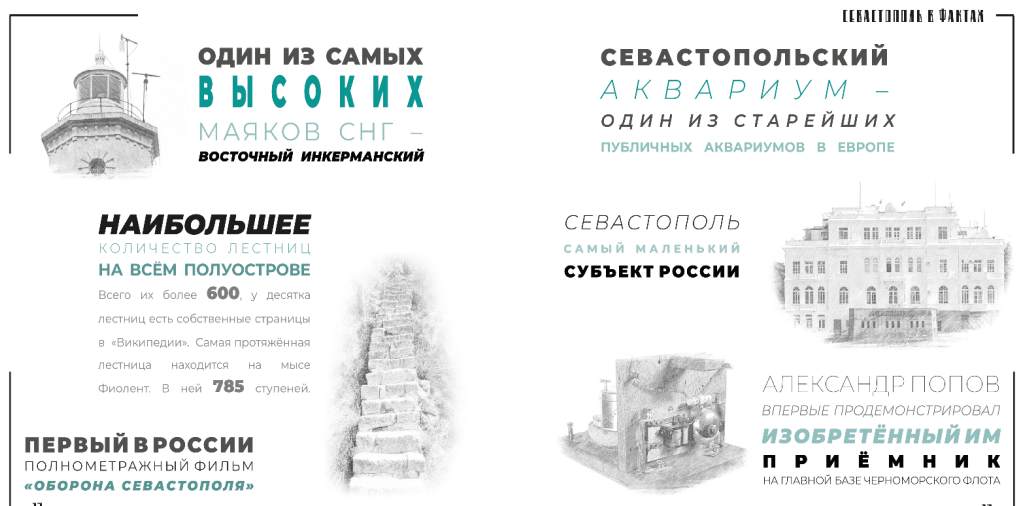 СЕВАСТОПОЛЬ В ФАКТАХ
ОДИН ИЗ САМЫХ
ВЫСОКИХ
МАЯКОВ СНГ –
ВОСТОЧНЫЙ ИНКЕРМАНСКИЙ
СЕВАСТОПОЛЬСКИЙ
АКВАРИУМ –
ОДИН ИЗ СТАРЕЙШИХ
ПУБЛИЧНЫХ АКВАРИУМОВ В ЕВРОПЕ
НАИБОЛЬШЕЕ
КОЛИЧЕСТВО ЛЕСТНИЦ
НА ВСЁМ ПОЛУОСТРОВЕ
Всего их более 600, у десятка
лестниц есть собственные страницы
в «Википедии». Самая протяжённая
лестница находится на мысе
Фиолент. В ней 785 ступеней.
СЕВАСТОПОЛЬ
САМЫЙ МАЛЕНЬКИЙ
СУБЪЕКТ РОССИИ
ПЕРВЫЙ В РОССИИ
ПОЛНОМЕТРАЖНЫЙ ФИЛЬМ
«ОБОРОНА СЕВАСТОПОЛЯ»
АЛЕКСАНДР ПОПОВ
ВПЕРВЫЕ ПРОДЕМОНСТРИРОВАЛ
ИЗОБРЕТЁННЫЙ ИМ
ПРИЁМНИК
НА ГЛАВНОЙ БАЗЕ ЧЕРНОМОРСКОГО ФЛОТА